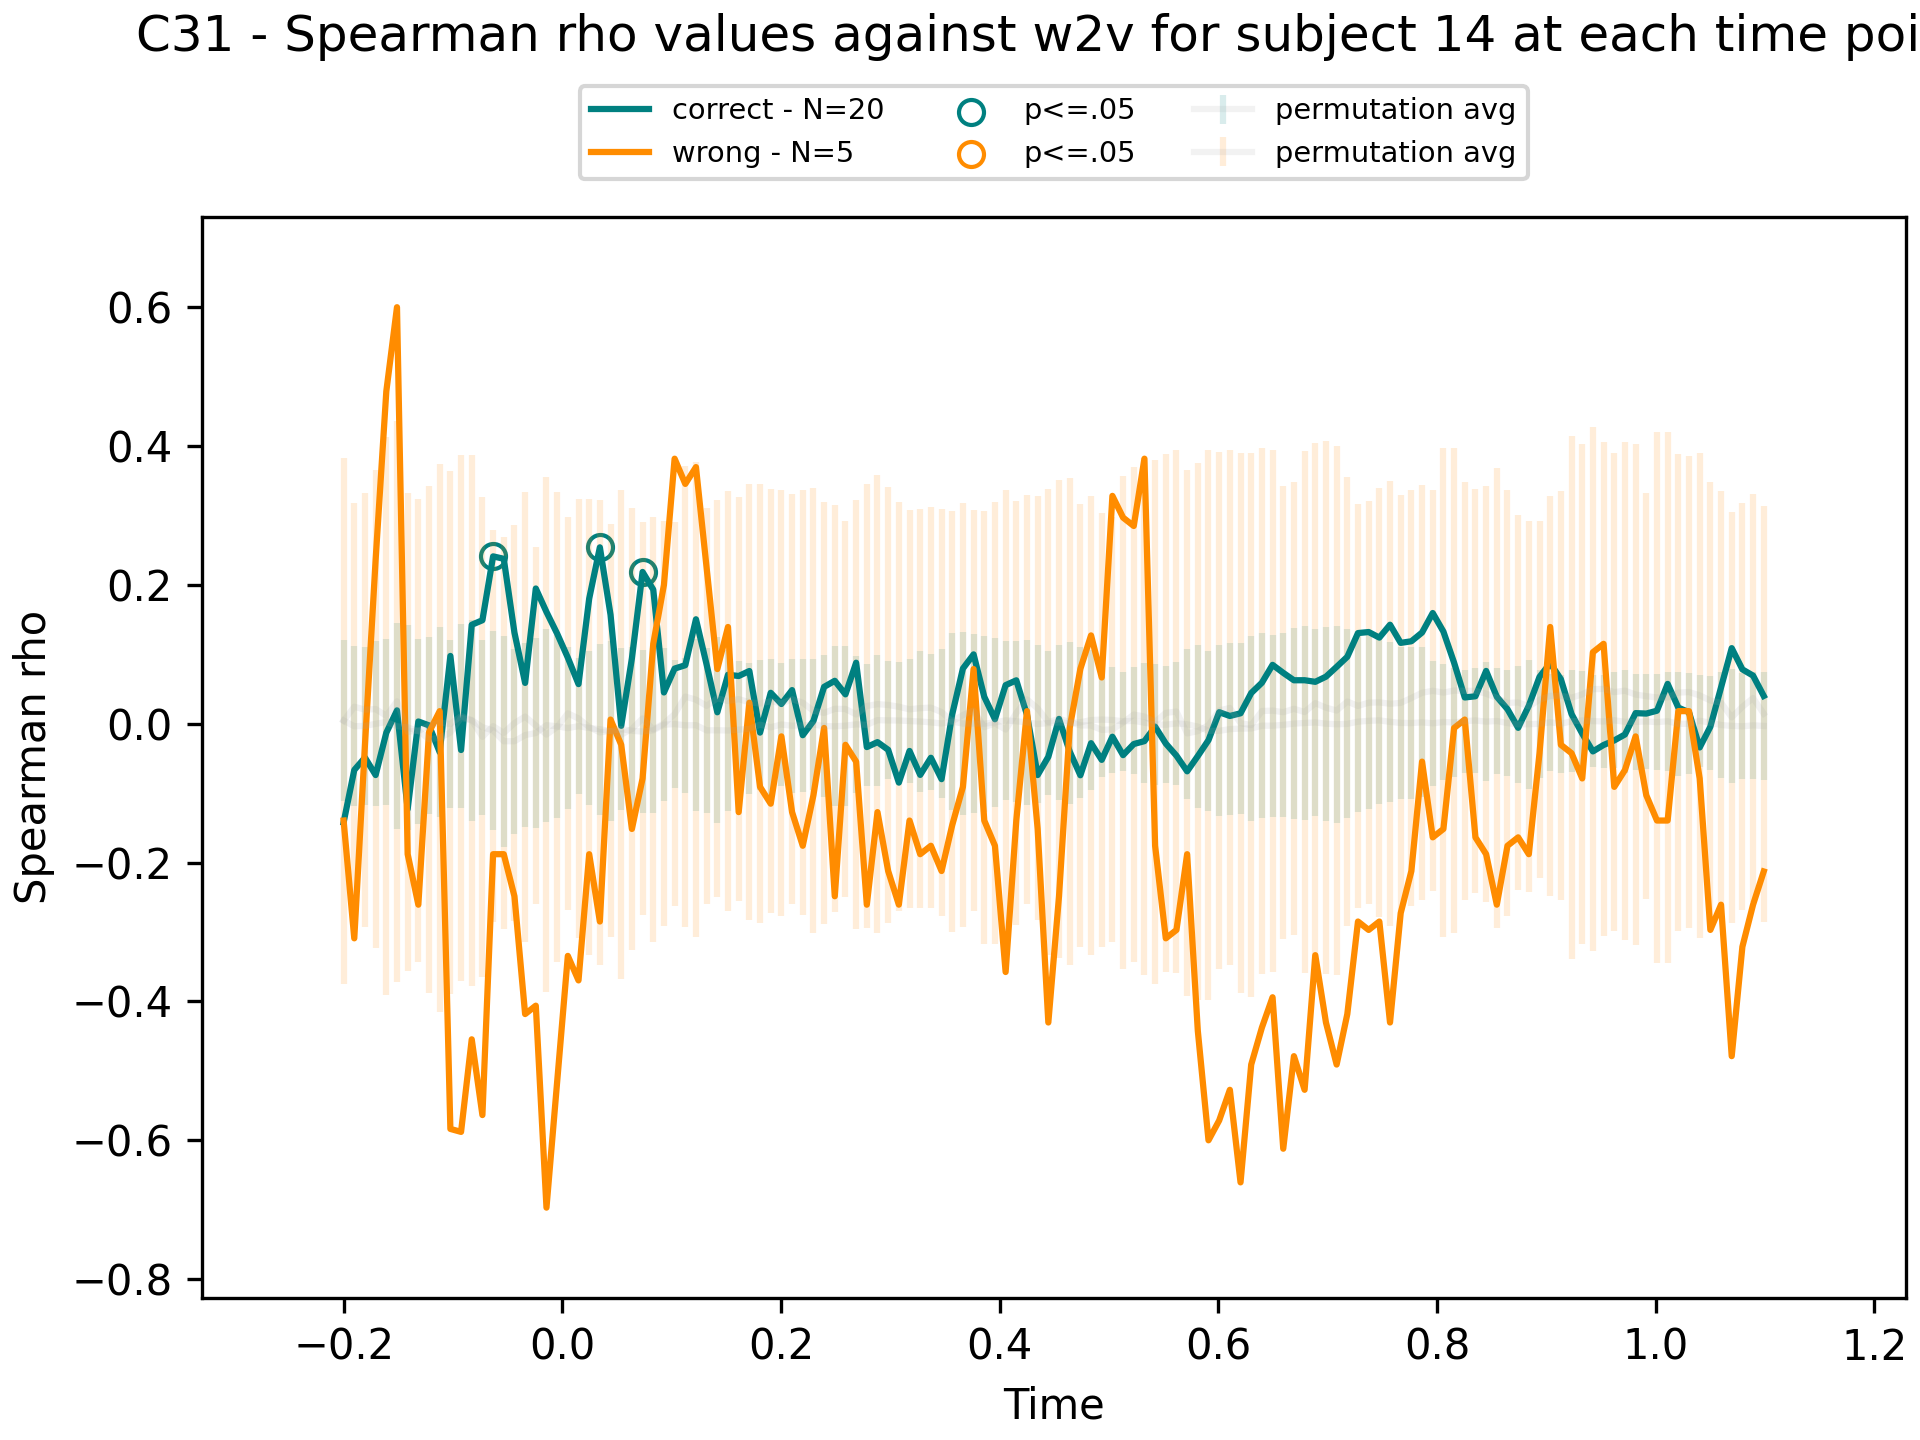 C31 - Spearman rho values against w2v for subject 14 at each time poi
correct - N=20 p<=.05 permutation avg
wrong - N=5 p<=.05 permutation avg
Spearman rho
0.6
0.4
0.2
0.0
−0.2
−0.4
−0.6
−0.8
−0.2 0.0 0.2 0.4 0.6 0.8 1.0 1.2
Time